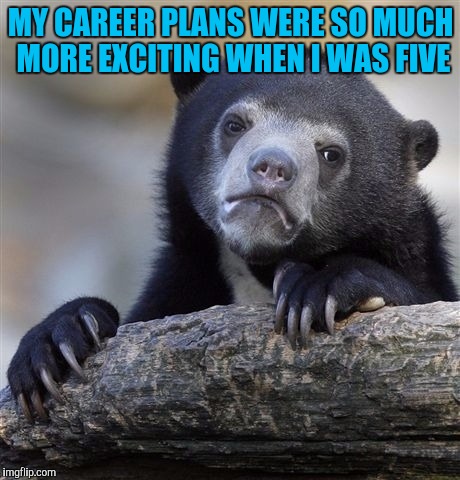 MY CAREER PLANS WERE SO MUCH
MORE EXCITING WHEN I WAS FIVE
imgflip.com